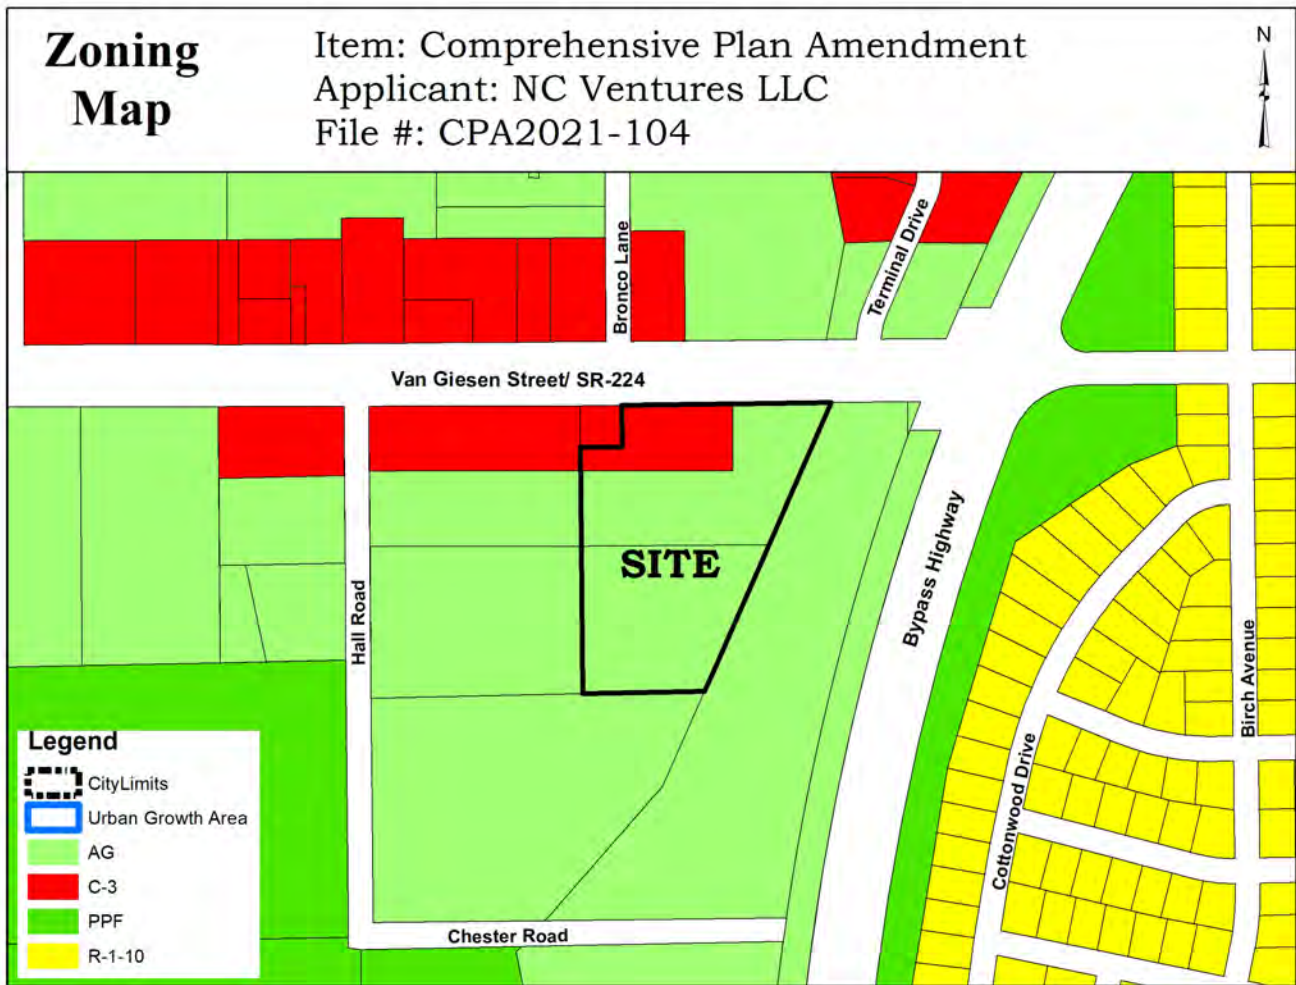 Zoning
Map
Item: Comprehensive Plan Amendment
Applicant: NC Ventures LLC
File #: CPA2021-104
N
Bronco Lane
Terminal Drive
Van Giesen Street/ SR-224
SITE
Hall Road
Bypass Highway
Birch Avenue
Cottonwood Drive
Chester Road
Legend
CityLimits
Urban Growth Area
AG
C-3
PPF
R-1-10